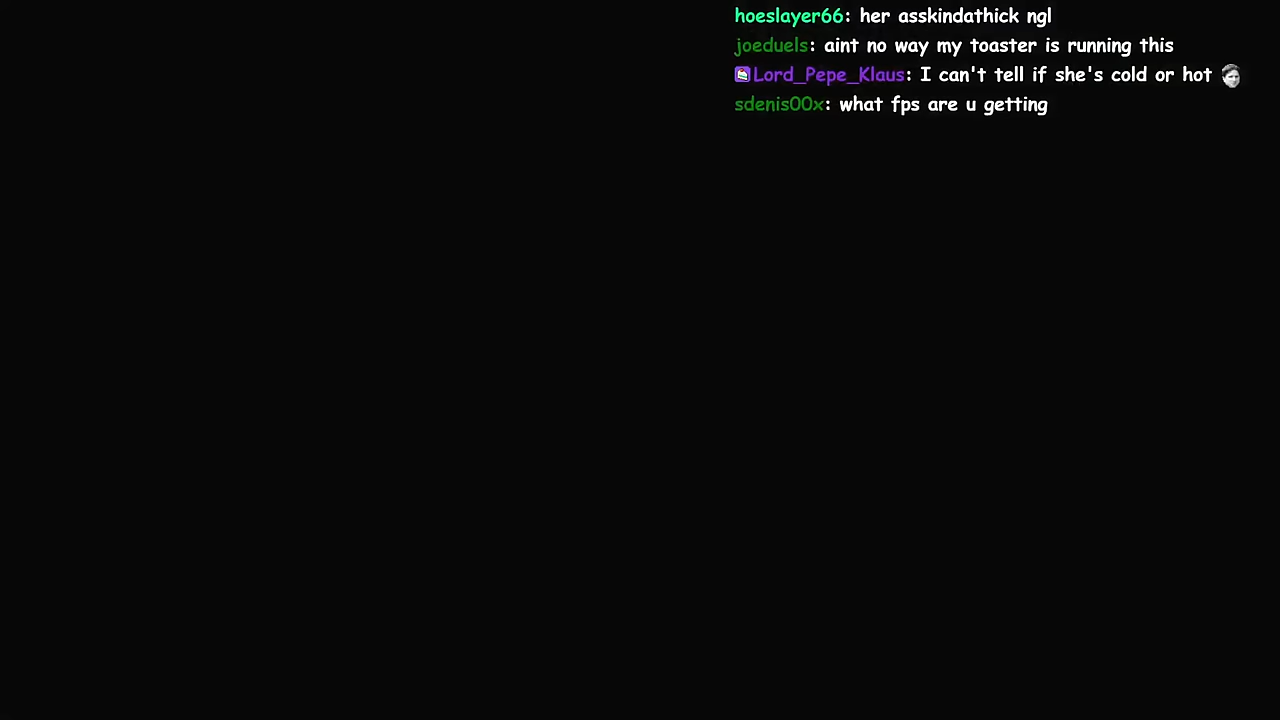 hoeslayer66: her asskindathick ngl
joeduels: aint no way my toaster is running this
Lord_Pepe_Klaus: I can't tell if she's cold or hot
sdenis00x: what fps are u getting